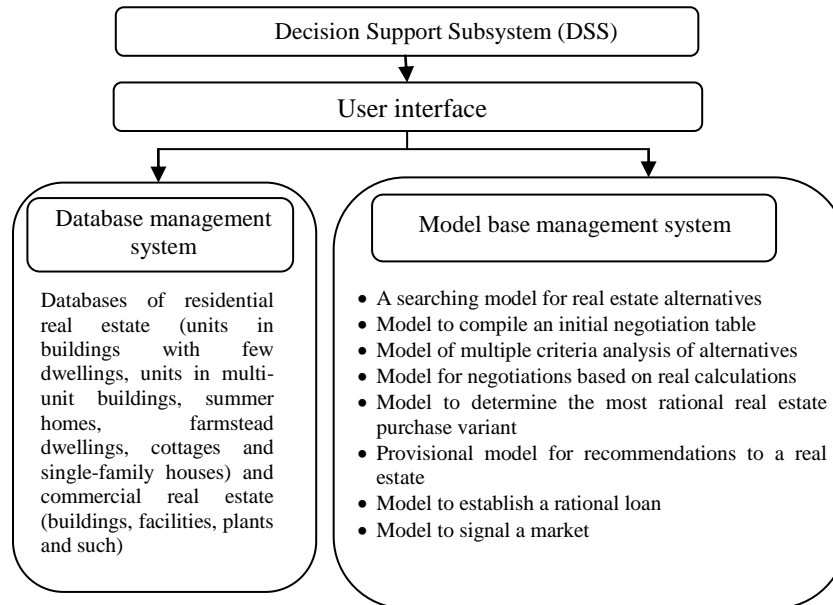 Decision Support Subsystem (DSS)
User interface
Database management
system
Databases of residential
real estate (units in
buildings with few
dwellings, units in multi-
unit buildings, summer
homes, farmstead
dwellings, cottages and
single-family houses) and
commercial real estate
(buildings, facilities, plants
and such)
Model base management system
• A searching model for real estate alternatives
• Model to compile an initial negotiation table
• Model of multiple criteria analysis of alternatives
• Model for negotiations based on real calculations
• Model to determine the most rational real estate
purchase variant
• Provisional model for recommendations to a real
estate
• Model to establish a rational loan
• Model to signal a market